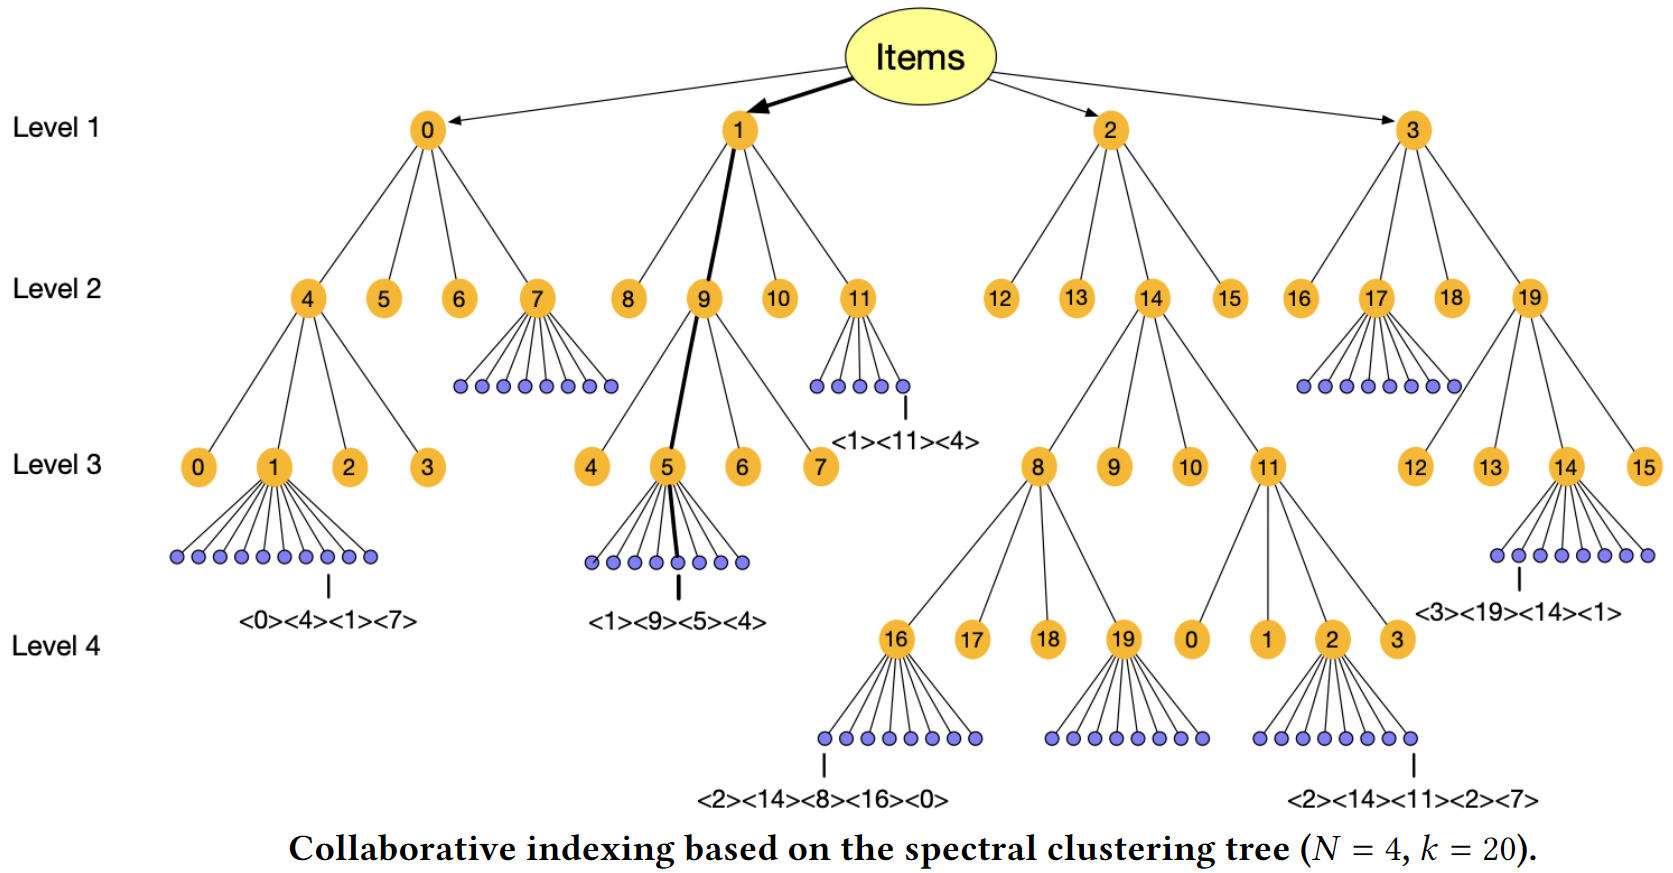 Items
Level 1
0 1 2 3
Level 2
4 5 6 7 8 9 10 11 12 13 14 15 16 17 18 19
<1><11><4>
Level 3
0 1 2 3 4 5 6 7 8 9 10 11 12 13 14 15
<0><4><1><7> <1><9><5><4> <3><19><14><1>
Level 4
16 17 18 19 0 1 2 3
<2><14><8><16><0> <2><14><11><2><7>
Collaborative indexing based on the spectral clustering tree (N = 4, k = 20).